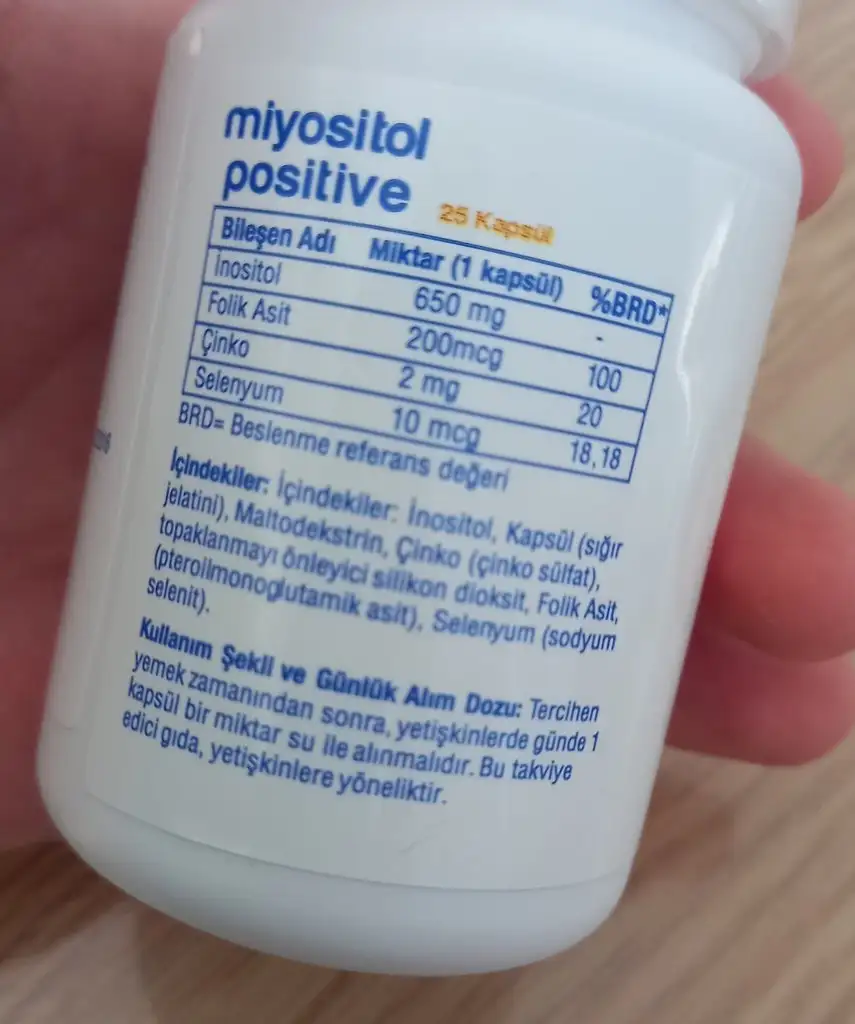 miyositol
positive 25 Kapsül
Bileşen Adı Miktar (1 kapsül) %BRD*
İnositol 650 mg -
Folik Asit 200mcg 100
Çinko 2 mg 20
Selenyum 10 mcg 18,18
BRD= Beslenme referans değeri
İçindekiler: İçindekiler: İnositol, Kapsül (sığır
jelatini), Maltodekstrin, Çinko (çinko sülfat),
topaklanmayı önleyici silikon dioksit, Folik Asit,
(pteroilmonoglutamik asit), Selenyum (sodyum
selenit).
Kullanım Şekli ve Günlük Alım Dozu: Tercihen
yemek zamanından sonra, yetişkinlerde günde 1
kapsül bir miktar su ile alınmalıdır. Bu takviye
edici gıda, yetişkinlere yöneliktir.